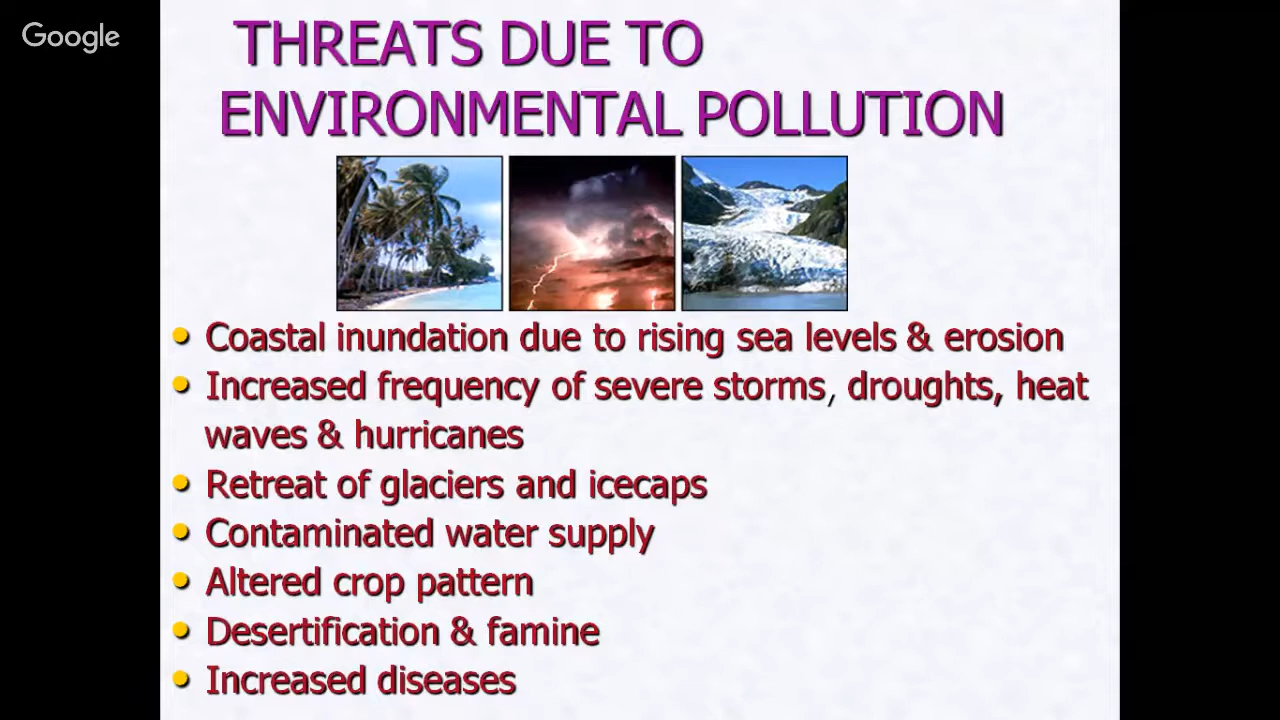 Google
THREATS DUE TO
ENVIRONMENTAL POLLUTION
• Coastal inundation due to rising sea levels & erosion
• Increased frequency of severe storms, droughts, heat
waves & hurricanes
• Retreat of glaciers and icecaps
• Contaminated water supply
• Altered crop pattern
• Desertification & famine
• Increased diseases